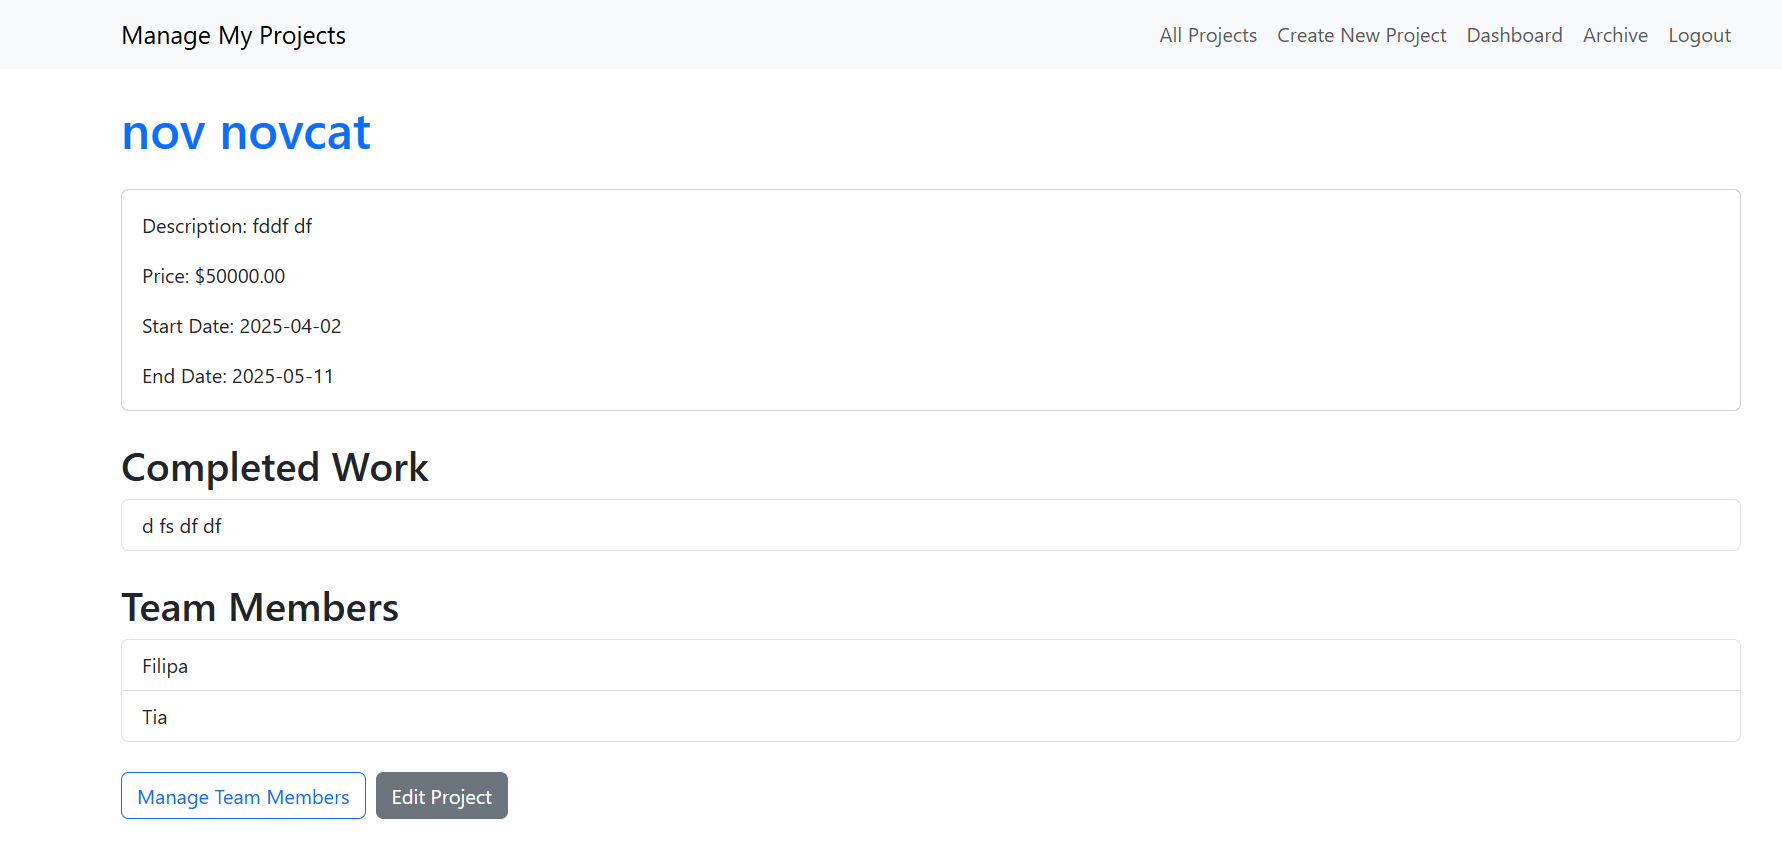 Manage My Projects
All Projects Create New Project Dashboard Archive Logout
nov novcat
Description: fddf df
Price: $50000.00
Start Date: 2025-04-02
End Date: 2025-05-11
Completed Work
d fs df df
Team Members
Filipa
Tia
Manage Team Members Edit Project